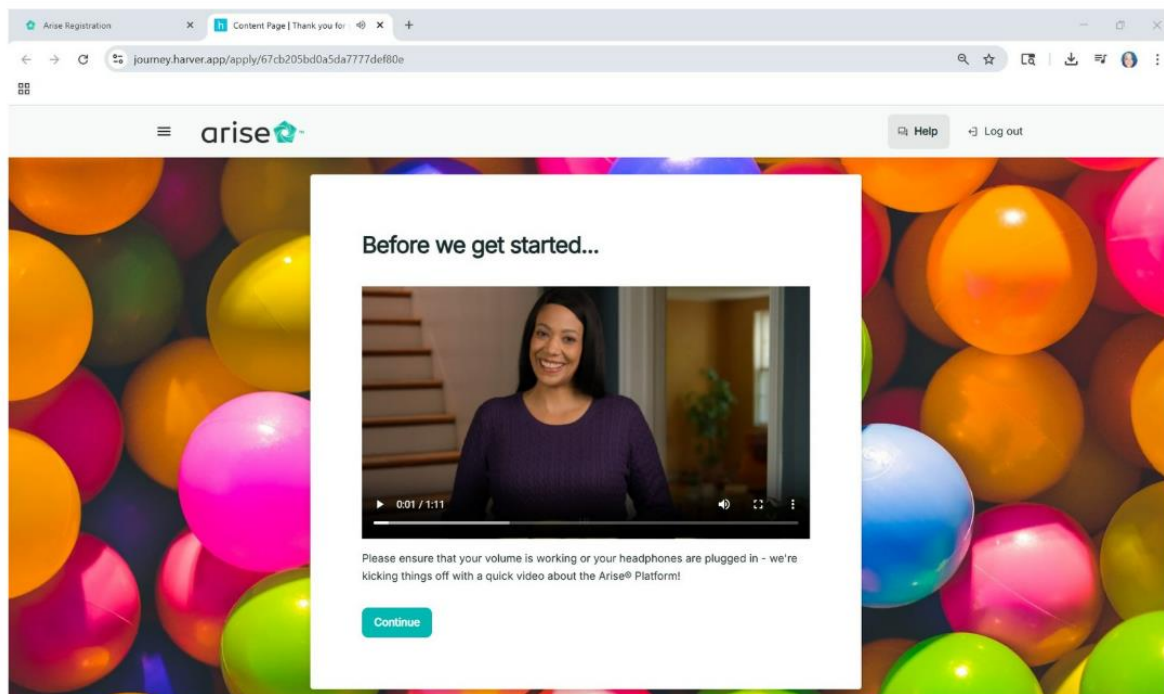 Arise Registration
Content Page | Thank you for
journey.harver.app/apply/67cb205bd0a5da7777def80e
arise
Help
Log out
Before we get started...
0:01 / 1:11
Please ensure that your volume is working or your headphones are plugged in - we're
kicking things off with a quick video about the Arise® Platform!
Continue